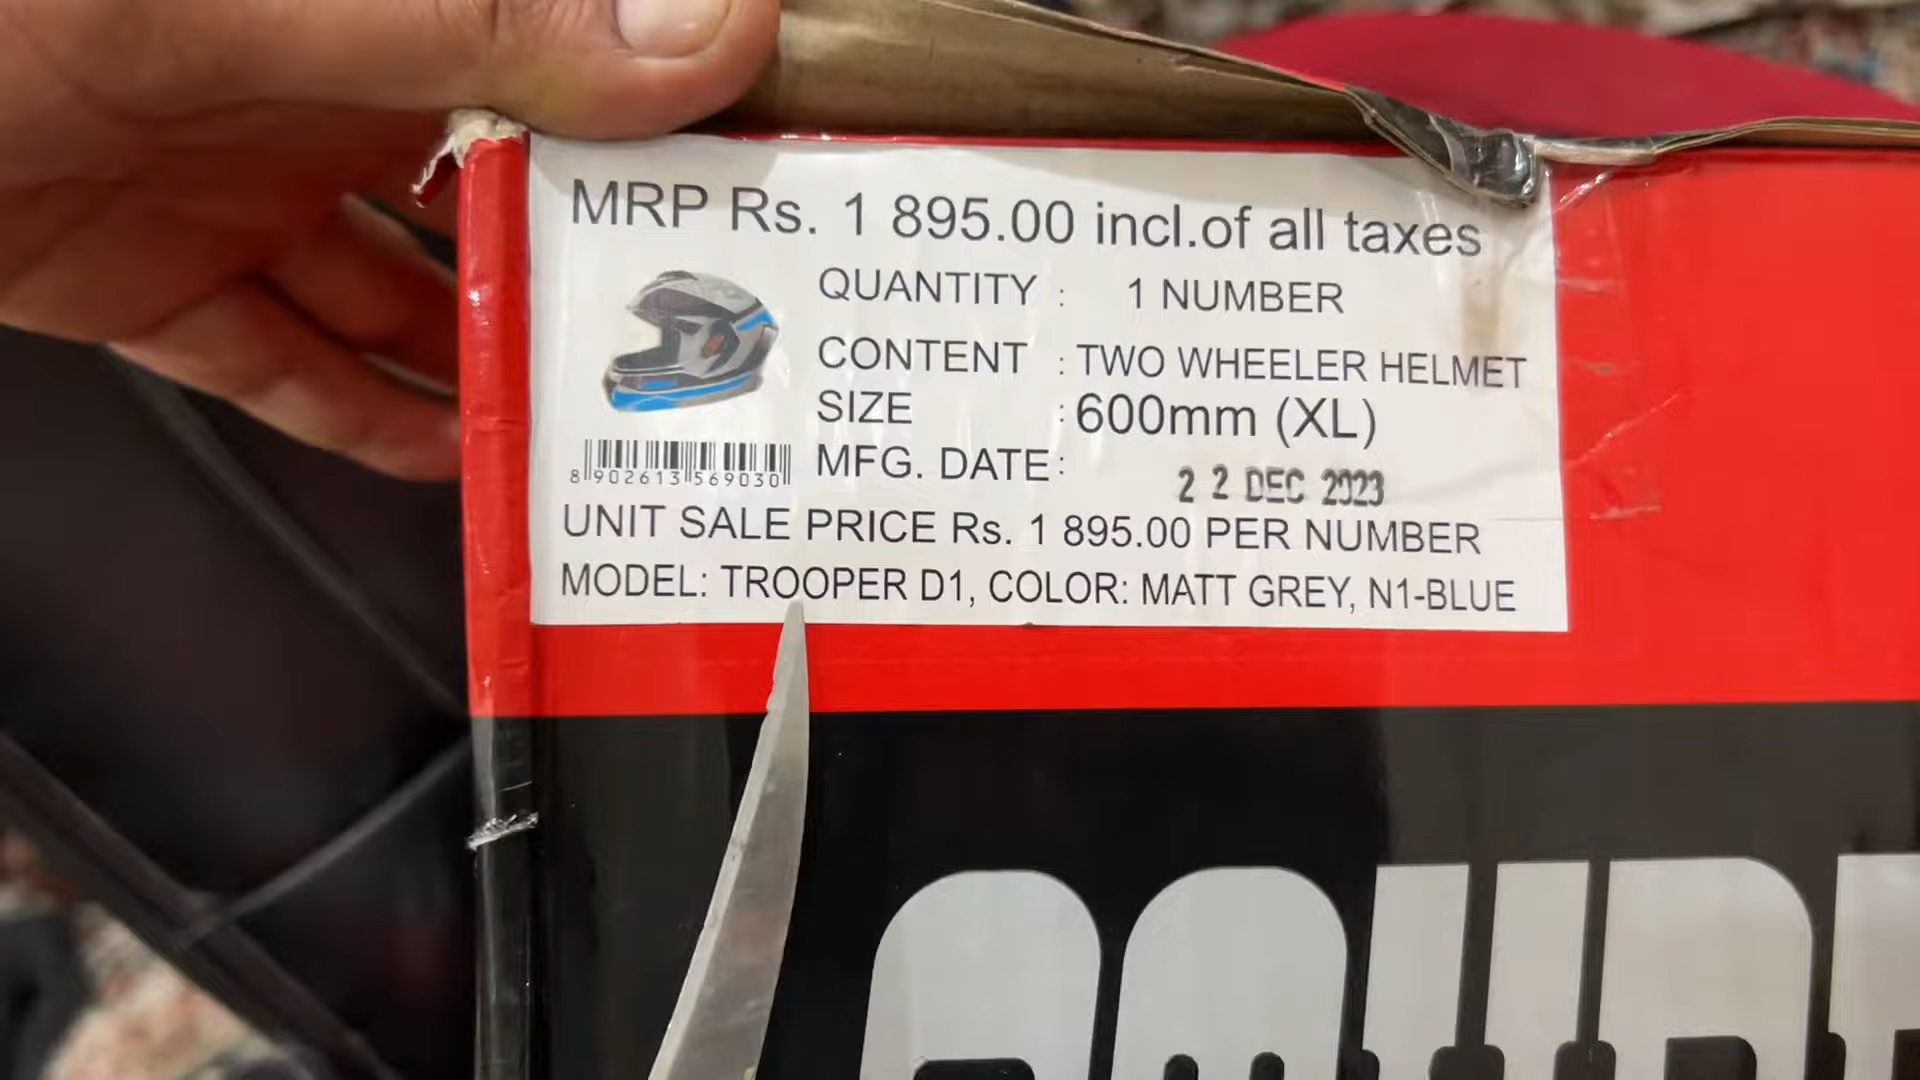 MRP Rs. 1 895.00 incl.of all taxes
QUANTITY : 1 NUMBER
CONTENT : TWO WHEELER HELMET
SIZE : 600mm (XL)
MFG. DATE : 22 DEC 2023
8 902613 569030
UNIT SALE PRICE Rs. 1 895.00 PER NUMBER
MODEL: TROOPER D1, COLOR: MATT GREY, N1-BLUE